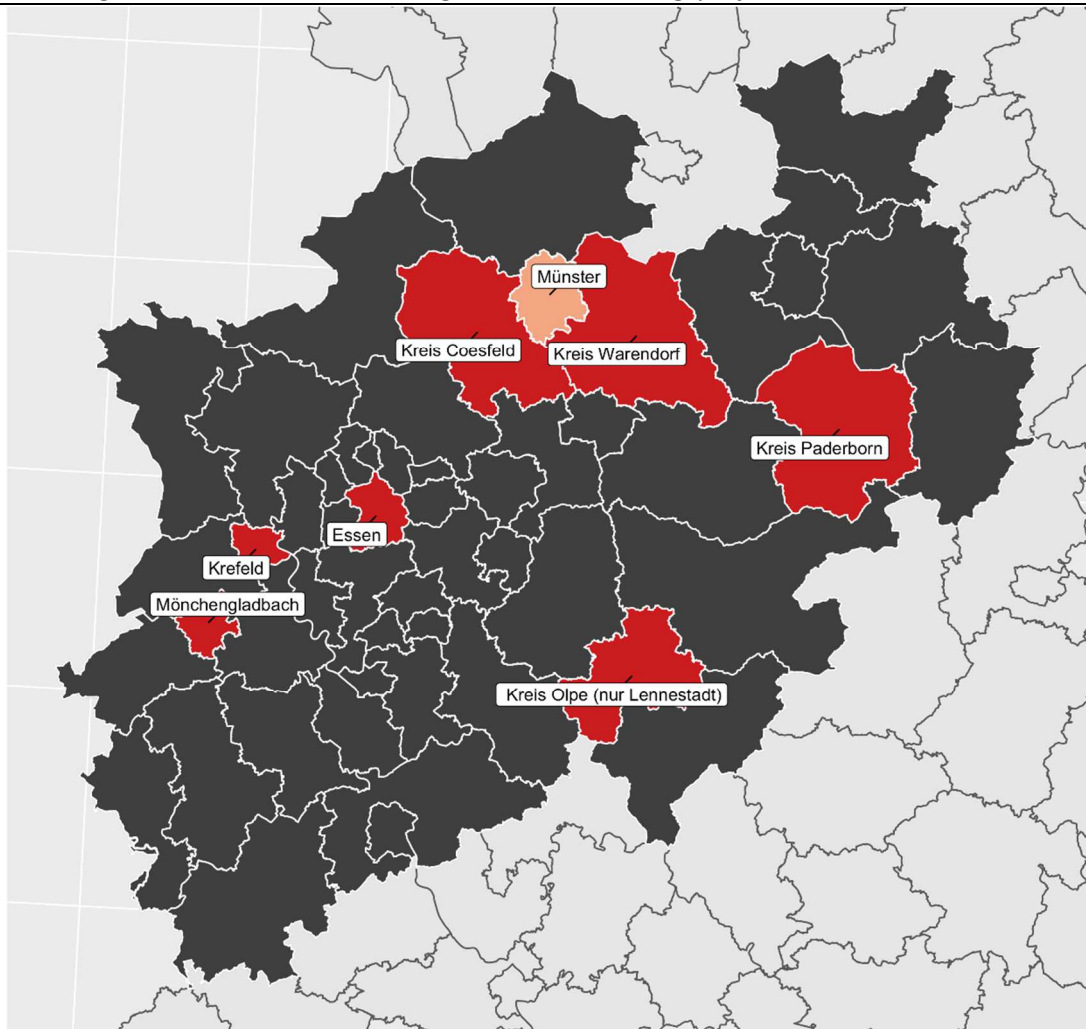 Münster
Kreis Coesfeld
Kreis Warendorf
Kreis Paderborn
Essen
Krefeld
Mönchengladbach
Kreis Olpe (nur Lennestadt)